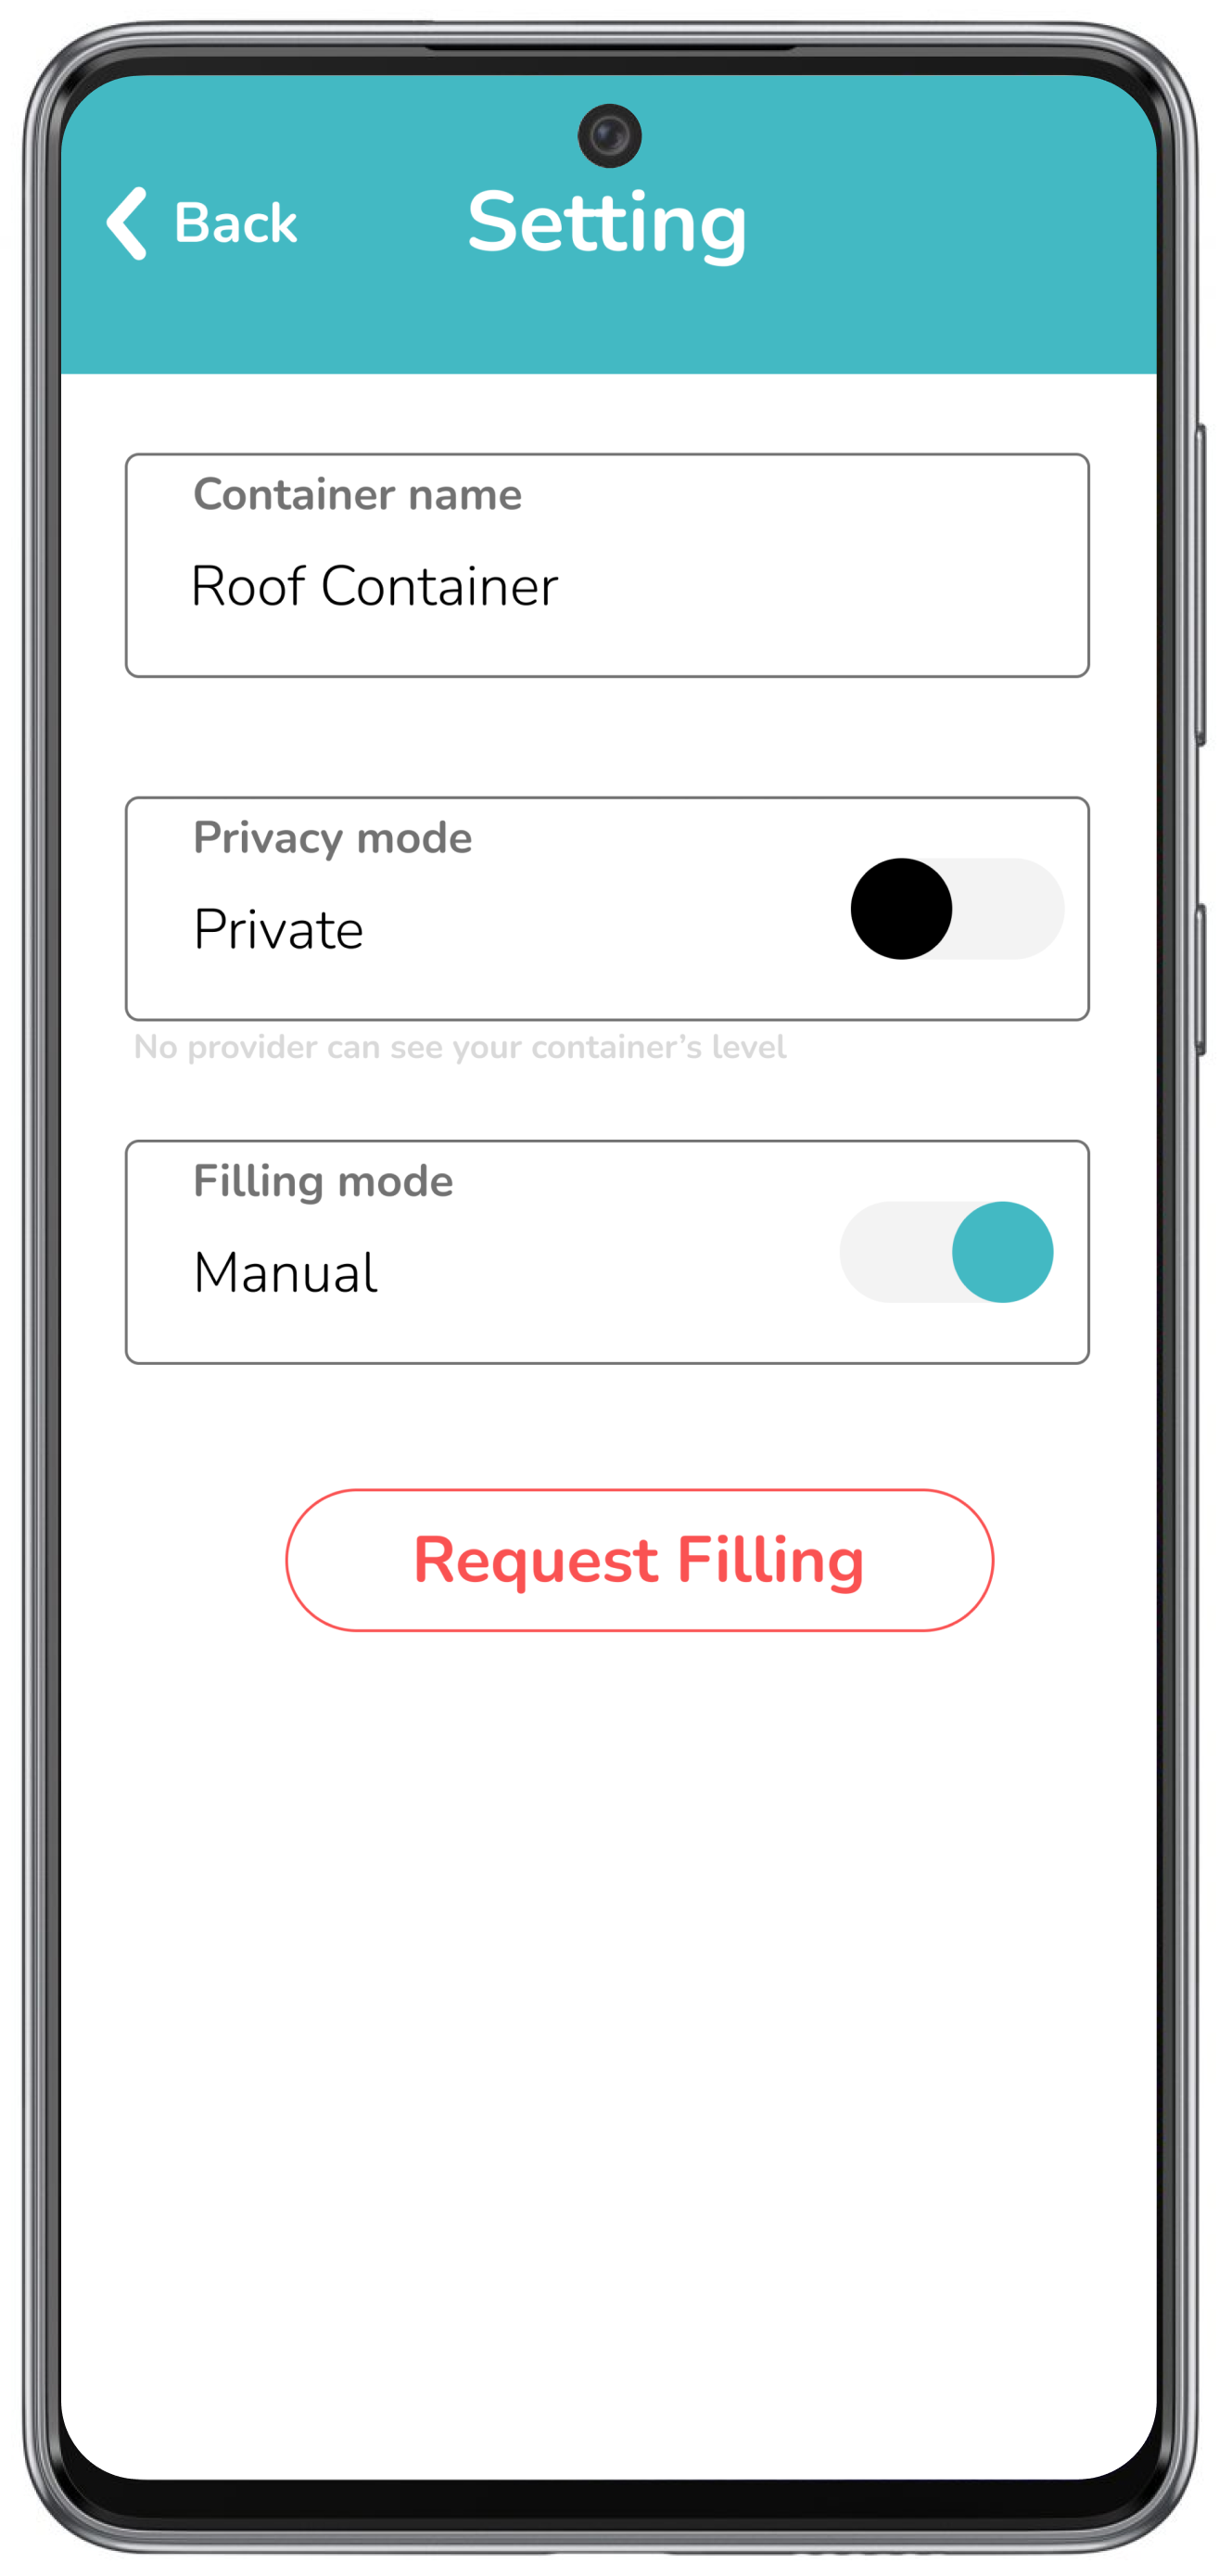 Back
Setting
Container name
Roof Container
Privacy mode
Private
No provider can see your container’s level
Filling mode
Manual
Request Filling